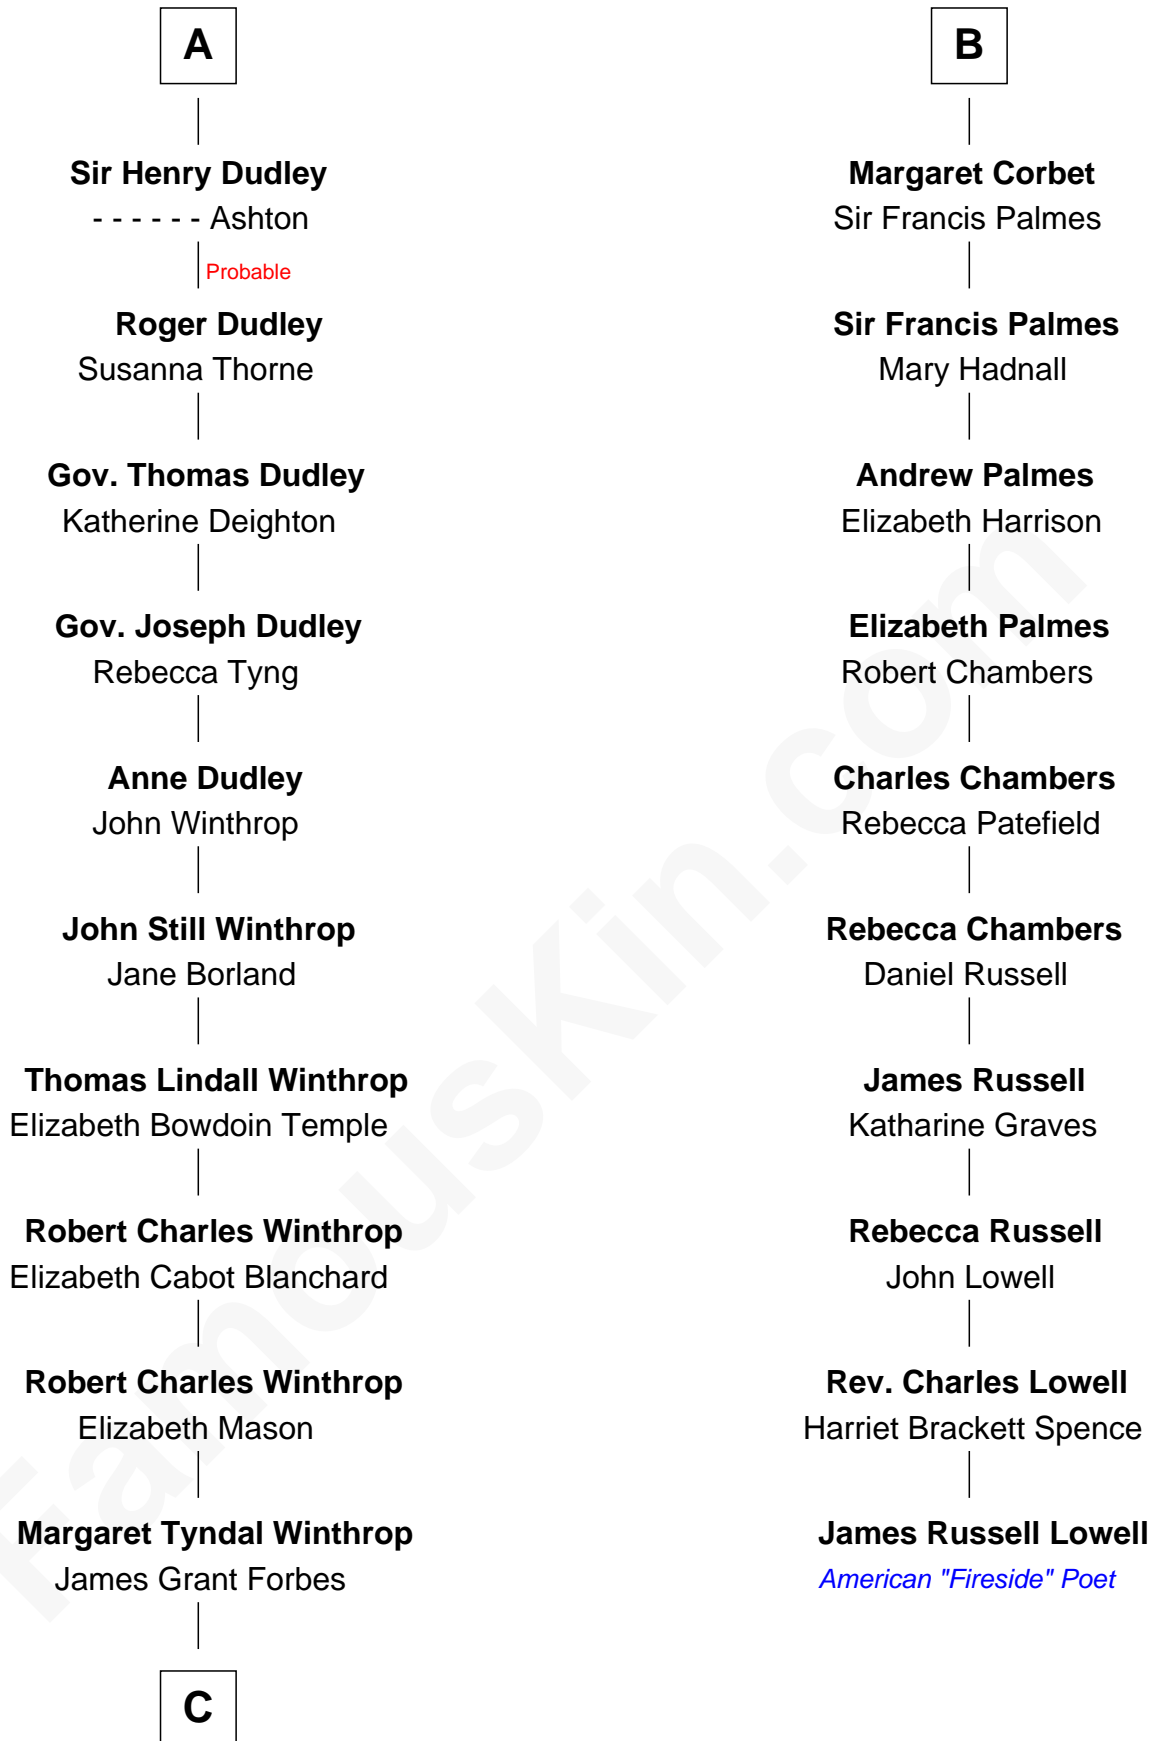 A
Sir Henry Dudley
- - - - - - Ashton
Probable
Roger Dudley
Susanna Thorne
Gov. Thomas Dudley
Katherine Deighton
Gov. Joseph Dudley
Rebecca Tyng
Anne Dudley
John Winthrop
John Still Winthrop
Jane Borland
Thomas Lindall Winthrop
Elizabeth Bowdoin Temple
Robert Charles Winthrop
Elizabeth Cabot Blanchard
Robert Charles Winthrop
Elizabeth Mason
Margaret Tyndal Winthrop
James Grant Forbes
C
B
Margaret Corbet
Sir Francis Palmes
Sir Francis Palmes
Mary Hadnall
Andrew Palmes
Elizabeth Harrison
Elizabeth Palmes
Robert Chambers
Charles Chambers
Rebecca Patefield
Rebecca Chambers
Daniel Russell
James Russell
Katharine Graves
Rebecca Russell
John Lowell
Rev. Charles Lowell
Harriet Brackett Spence
James Russell Lowell
American "Fireside" Poet
FamousKin.com